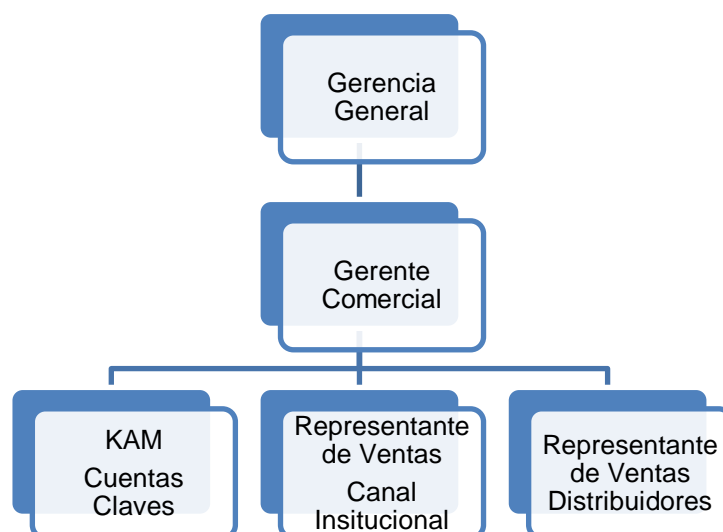 Gerencia
General
Gerente
Comercial
KAM
Cuentas
Claves
Representante
de Ventas
Canal
Insitucional
Representante
de Ventas
Distribuidores